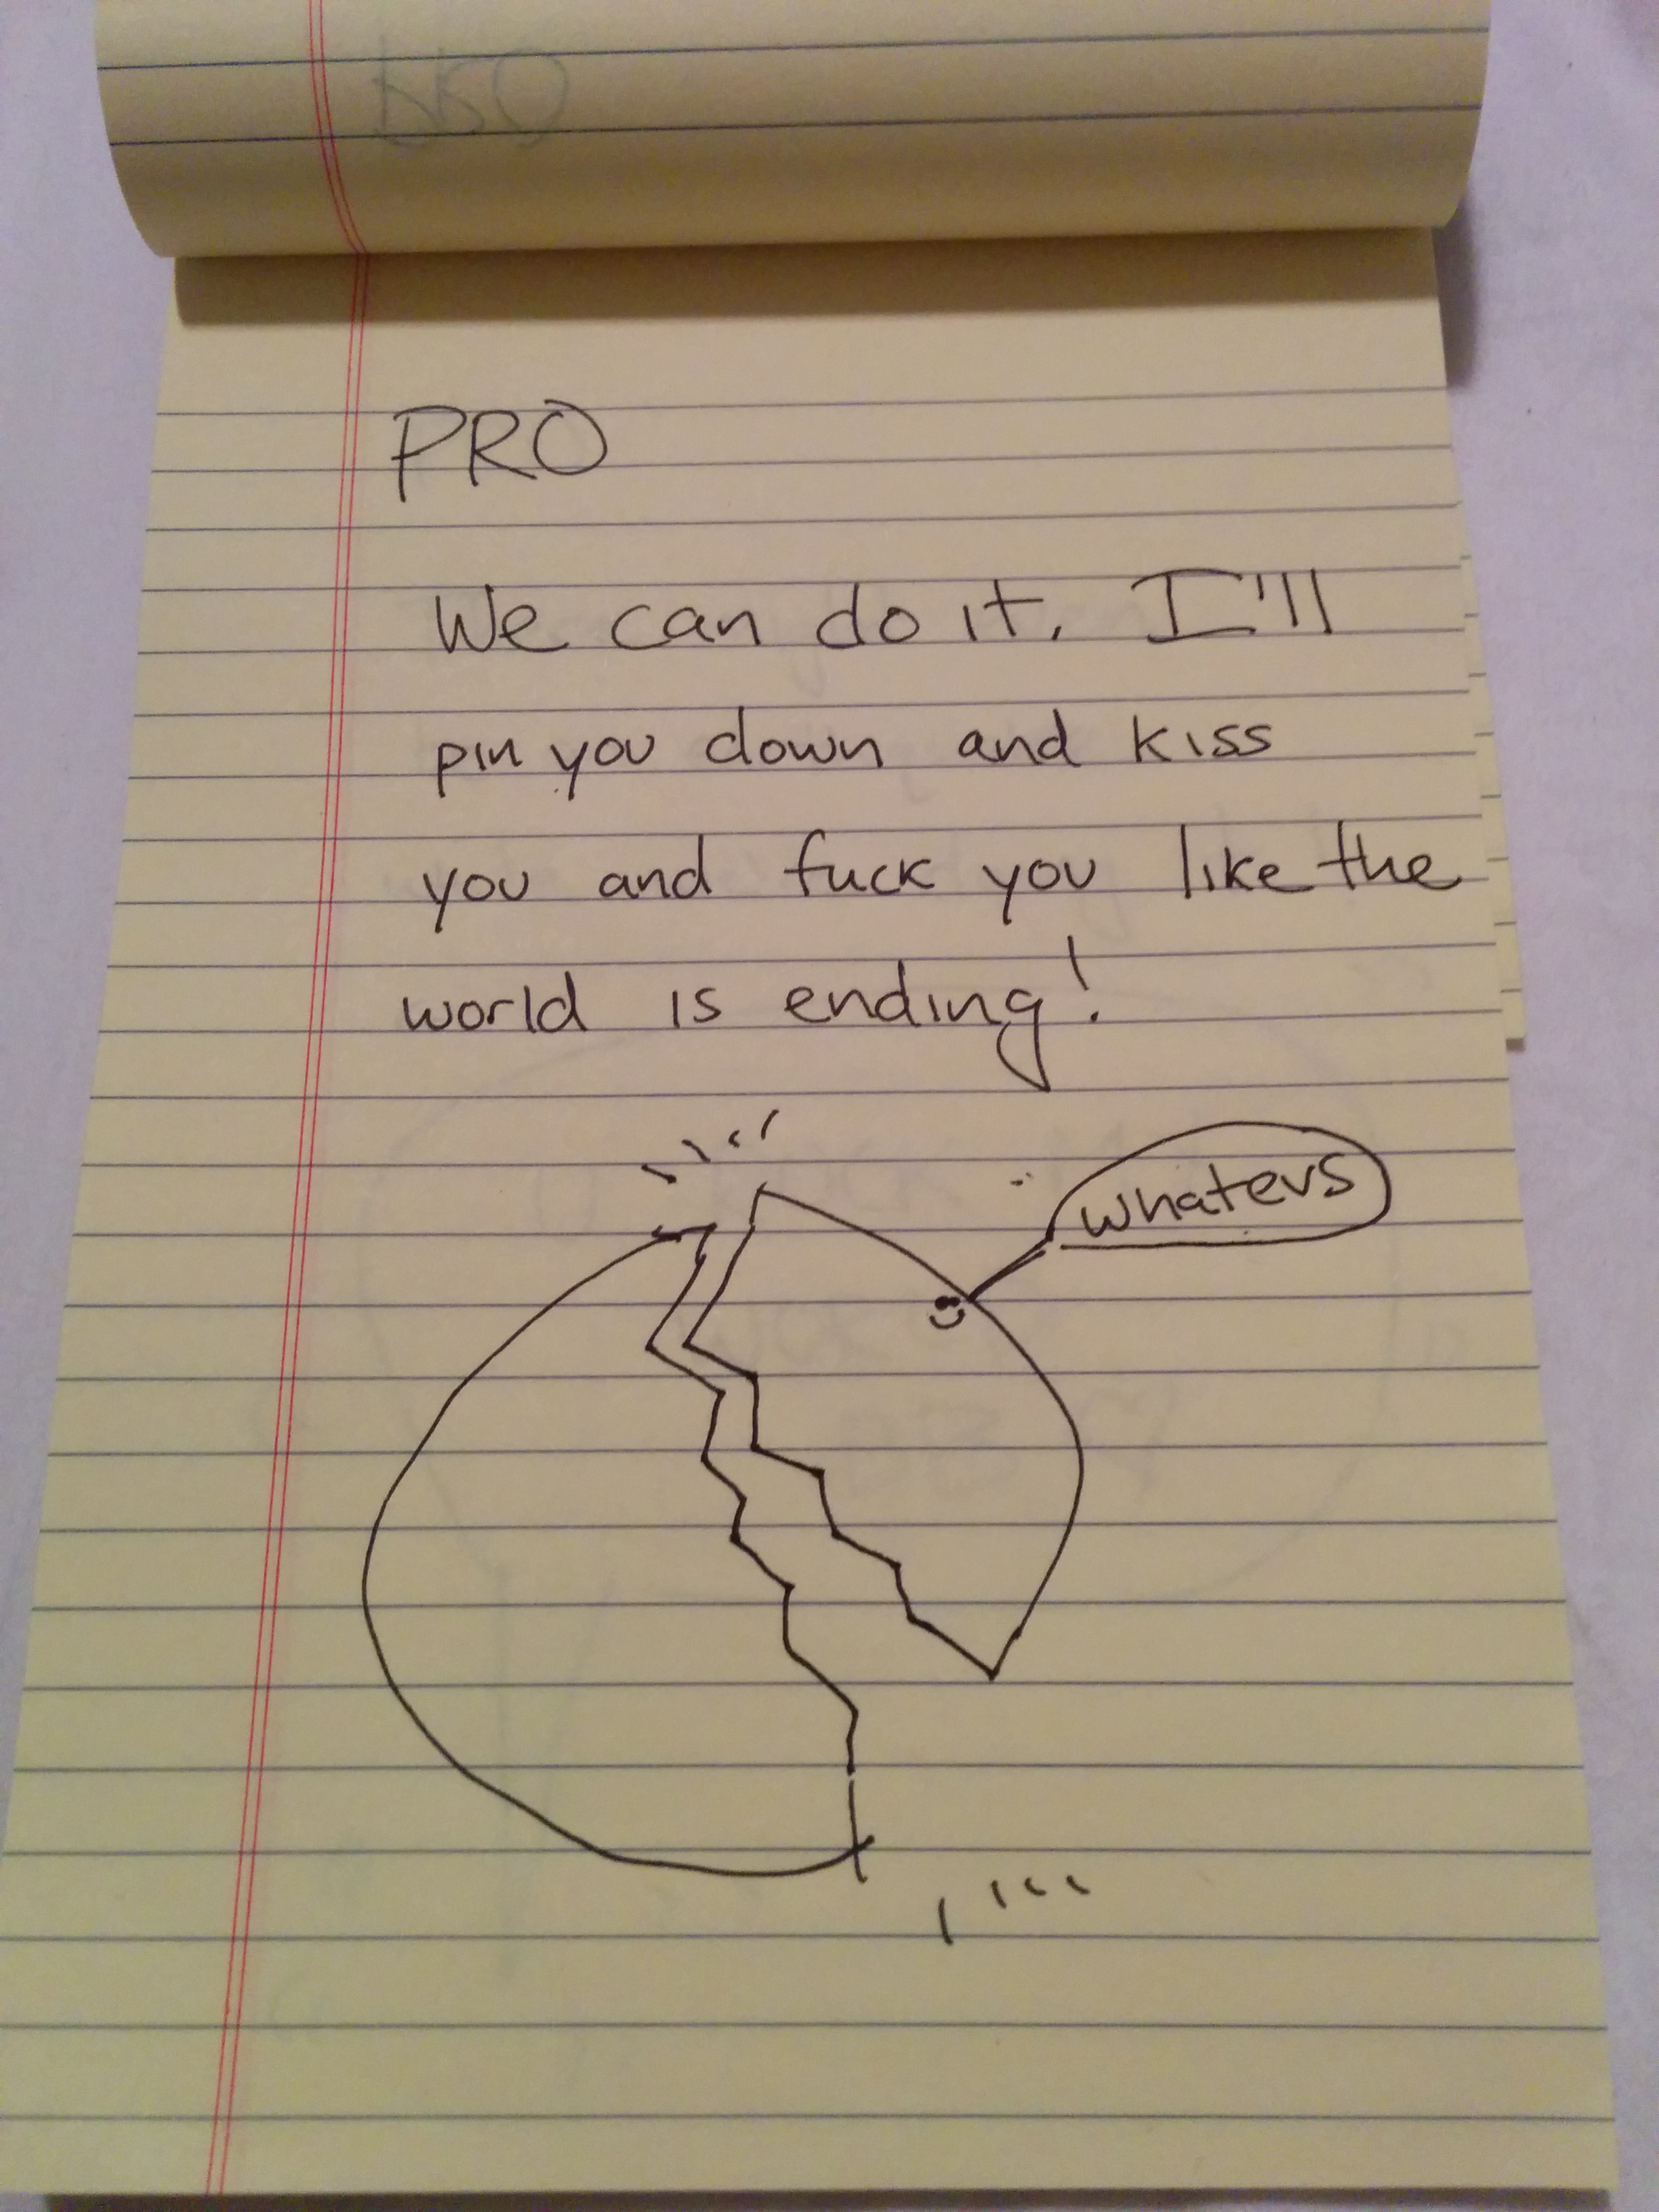 PRO
We can do it. I'll
pin you down and kiss
you and fuck you like the
world is ending!
whatevs